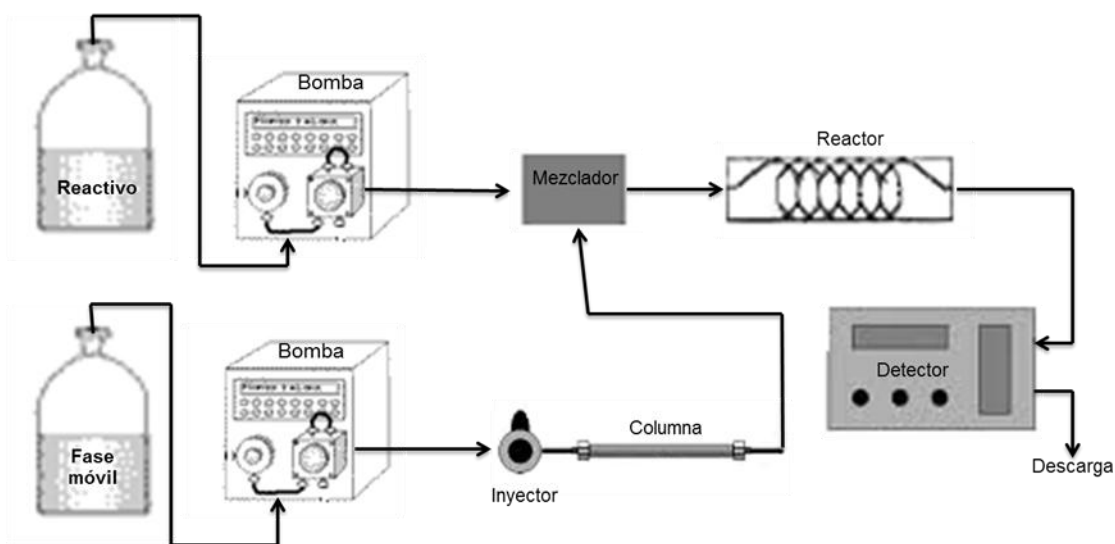 Bomba
Reactivo
Mezclador
Reactor
Fase
móvil
Bomba
Inyector
Columna
Detector
Descarga